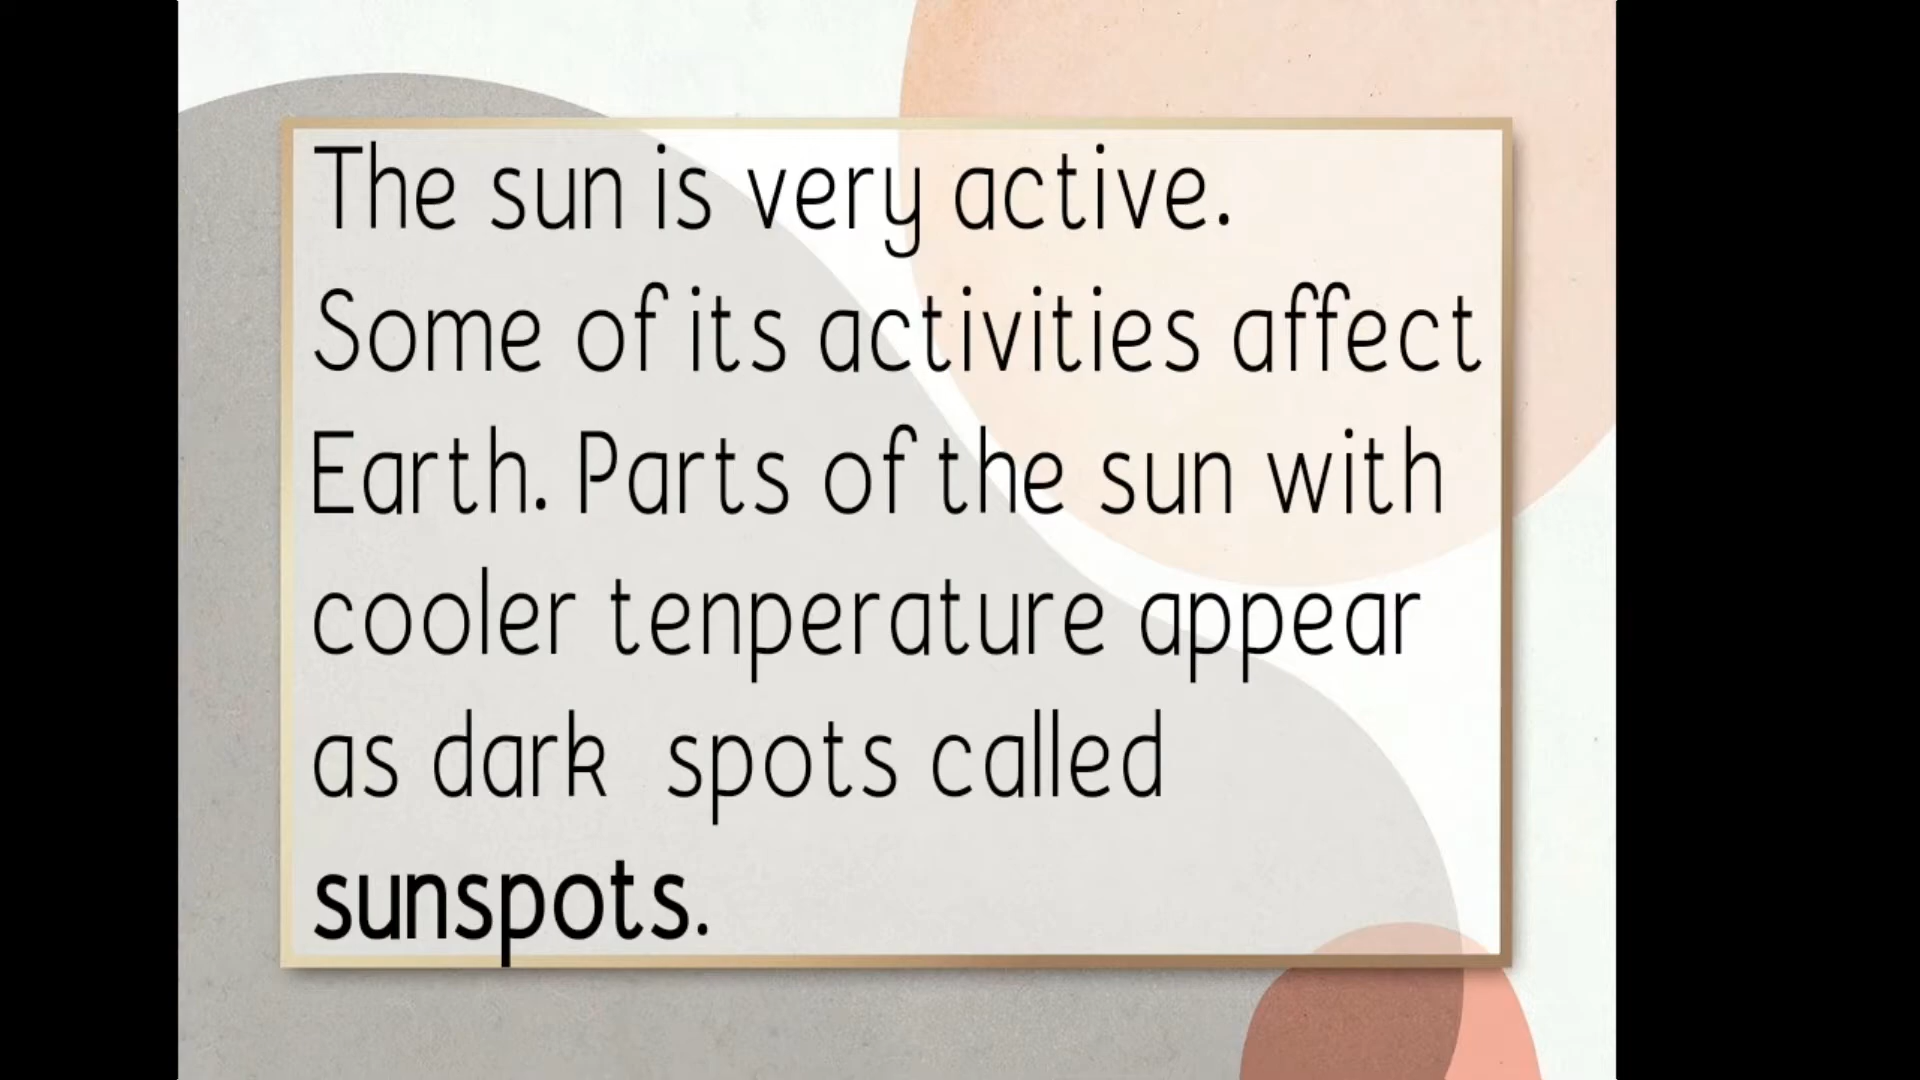 The sun is very active.
Some of its activities affect
Earth. Parts of the sun with
cooler tenperature appear
as dark  spots called
sunspots.